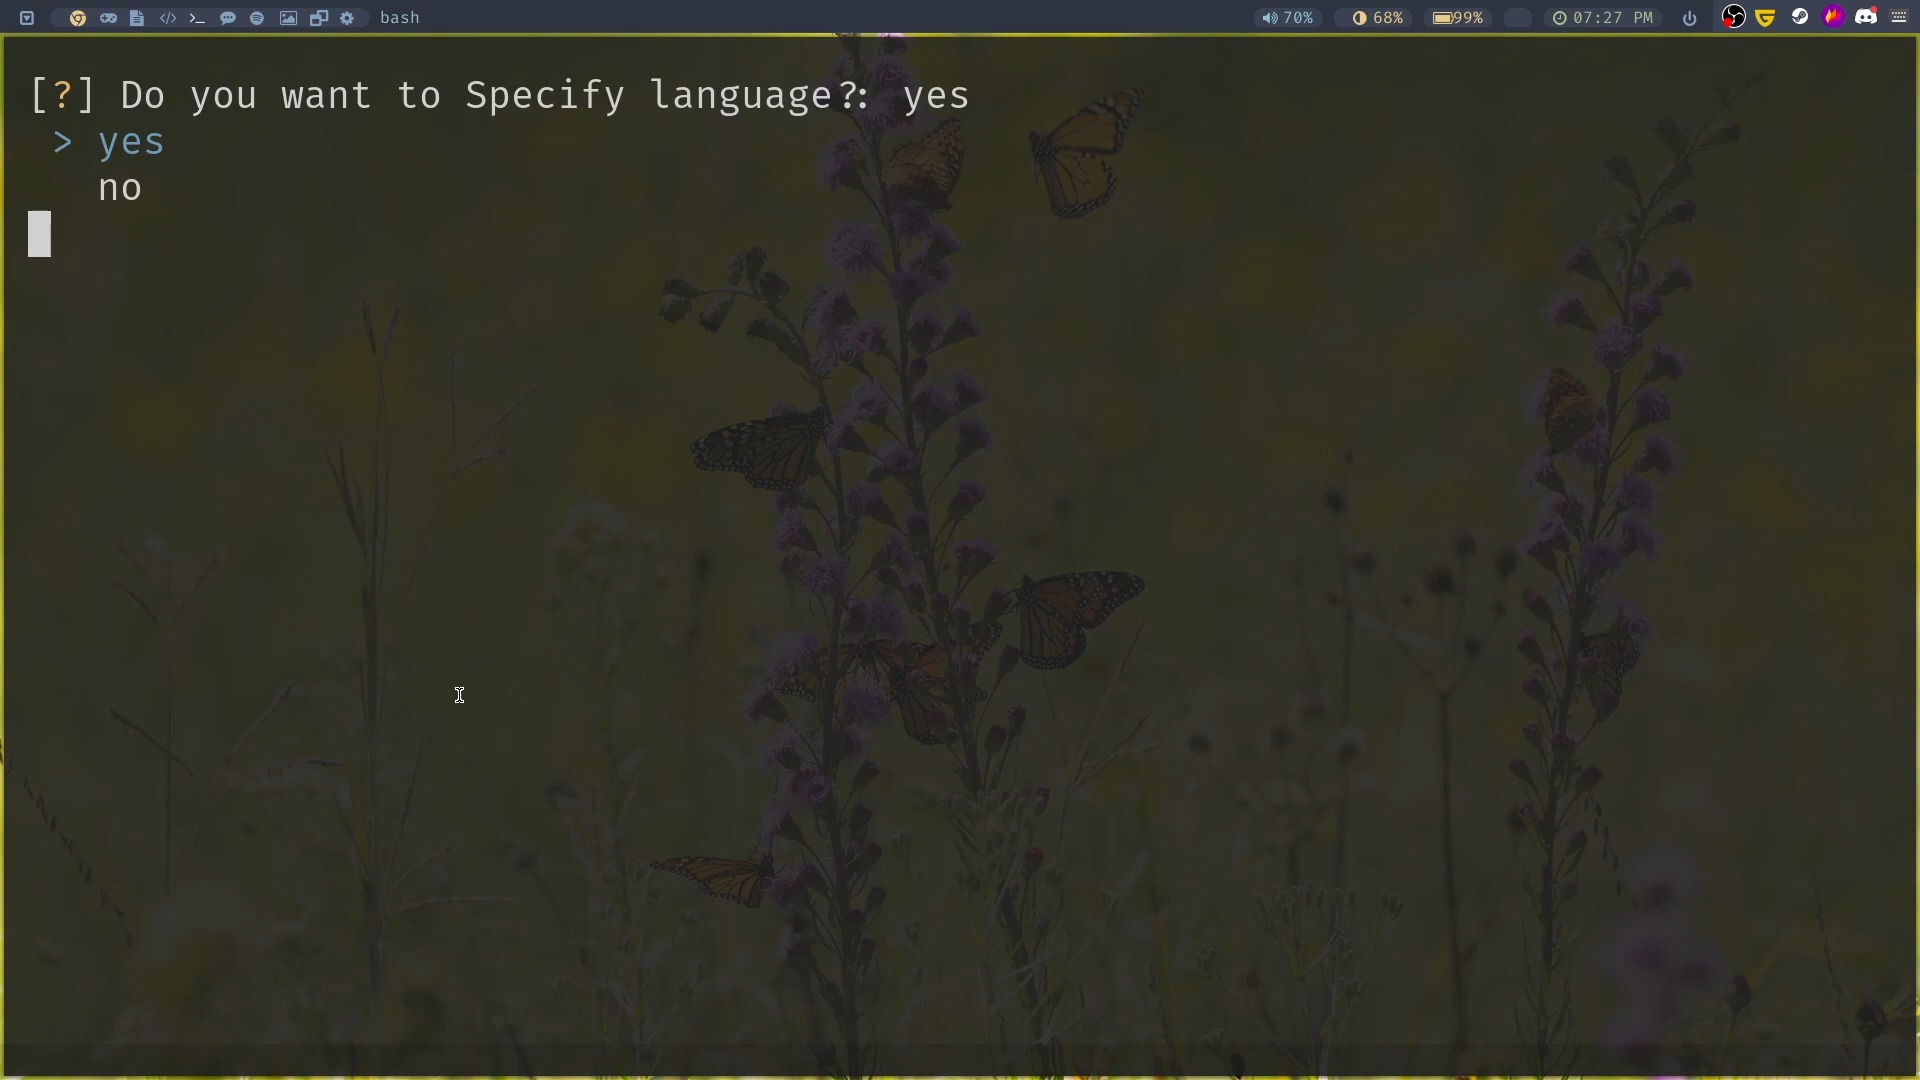 bash
70%
68%
99%
07:27 PM
[?] Do you want to Specify language?: yes
> yes
no